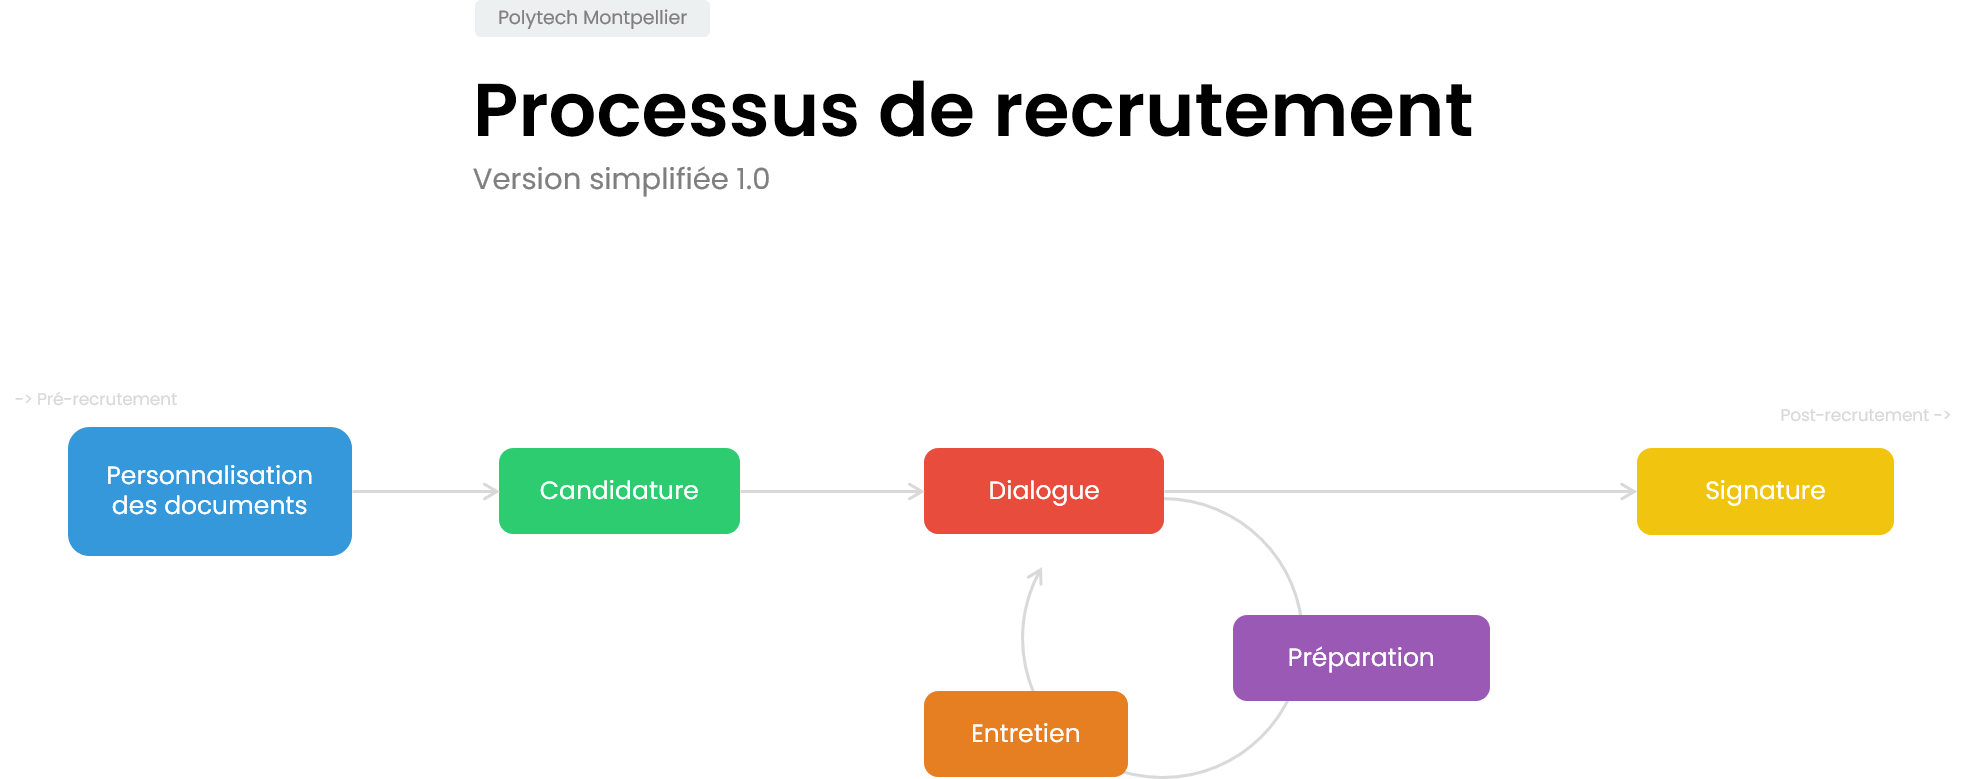 Polytech Montpellier
Processus de recrutement
Version simplifiée 1.0
-> Pré-recrutement
Post-recrutement ->
Personnalisation
des documents
Candidature
Dialogue
Signature
Préparation
Entretien